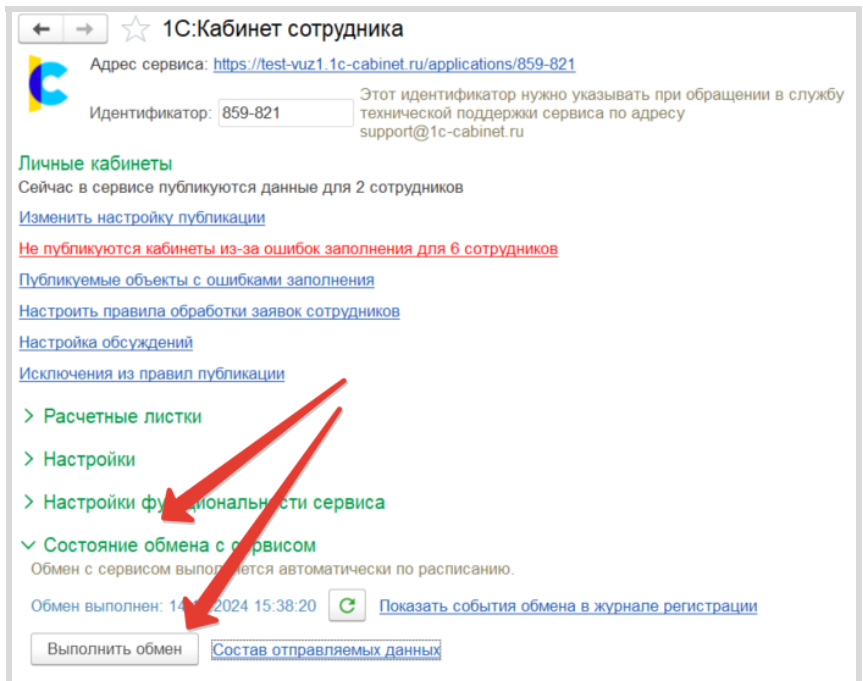 1С:Кабинет сотрудника
Адрес сервиса: https://test-vuz1.1c-cabinet.ru/applications/859-821
Идентификатор: 859-821
Этот идентификатор нужно указывать при обращении в службу
технической поддержки сервиса по адресу
support@1c-cabinet.ru
Личные кабинеты
Сейчас в сервисе публикуются данные для 2 сотрудников
Изменить настройку публикации
Не публикуются кабинеты из-за ошибок заполнения для 6 сотрудников
Публикуемые объекты с ошибками заполнения
Настроить правила обработки заявок сотрудников
Настройка обсуждений
Исключения из правил публикации
Расчетные листки
Настройки
Настройки функциональности сервиса
Состояние обмена с сервисом
Обмен с сервисом выполняется автоматически по расписанию.
Обмен выполнен: 2024 15:38:20 Показать события обмена в журнале регистрации
Выполнить обмен Состав отправляемых данных